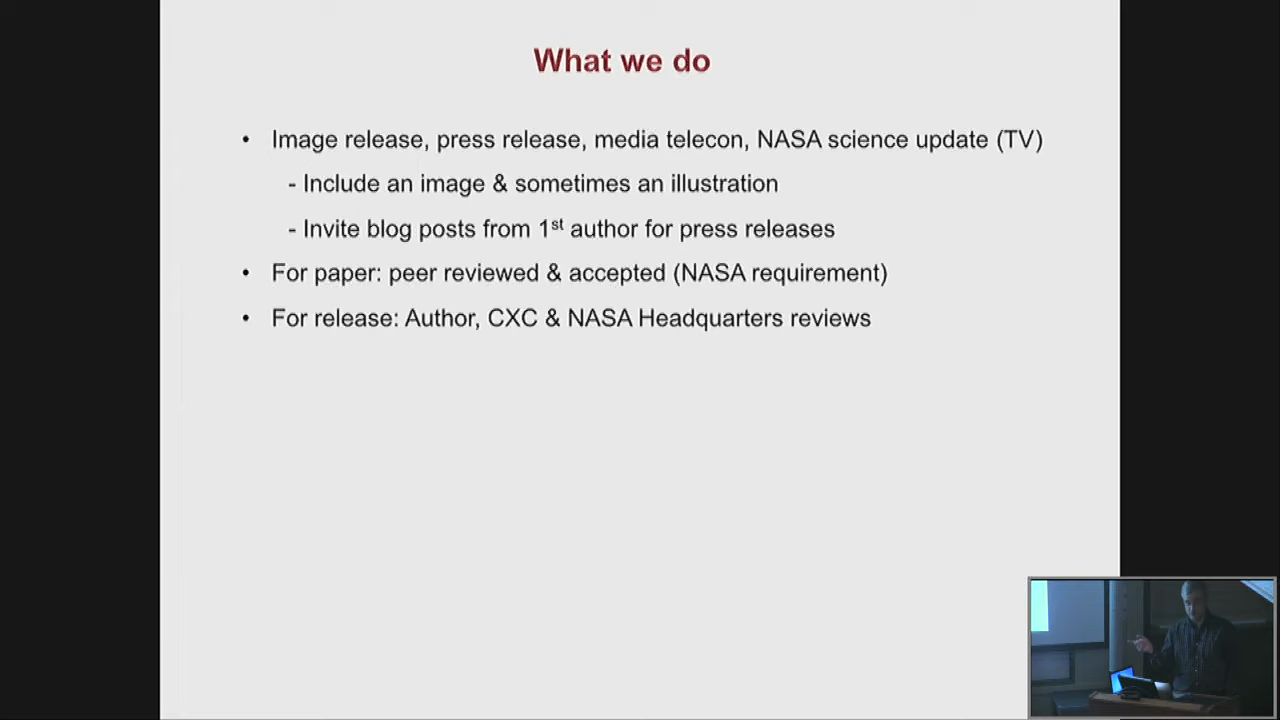 What we do
• Image release, press release, media telecon, NASA science update (TV)
- Include an image & sometimes an illustration
- Invite blog posts from 1st author for press releases
• For paper: peer reviewed & accepted (NASA requirement)
• For release: Author, CXC & NASA Headquarters reviews